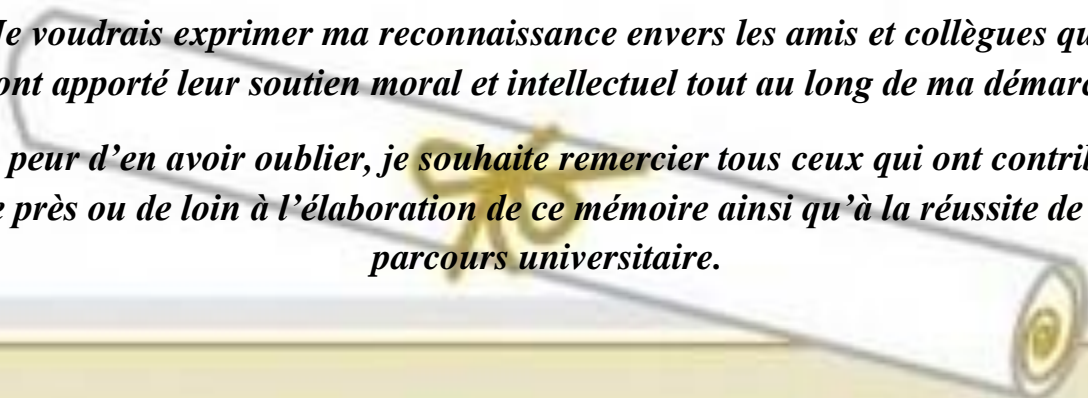 Je voudrais exprimer ma reconnaissance envers les amis et collègues qu
ont apporté leur soutien moral et intellectuel tout au long de ma démarc
peur d’en avoir oublier, je souhaite remercier tous ceux qui ont contrib
près ou de loin à l’élaboration de ce mémoire ainsi qu’à la réussite de
parcours universitaire.